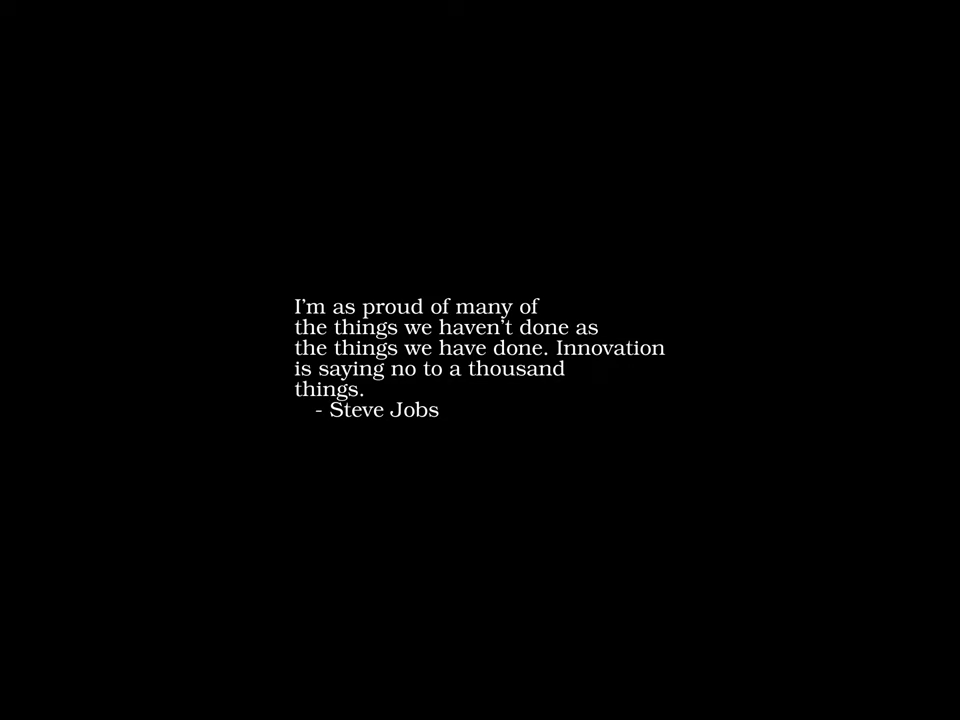 I’m as proud of many of
the things we haven’t done as
the things we have done. Innovation
is saying no to a thousand
things.
- Steve Jobs